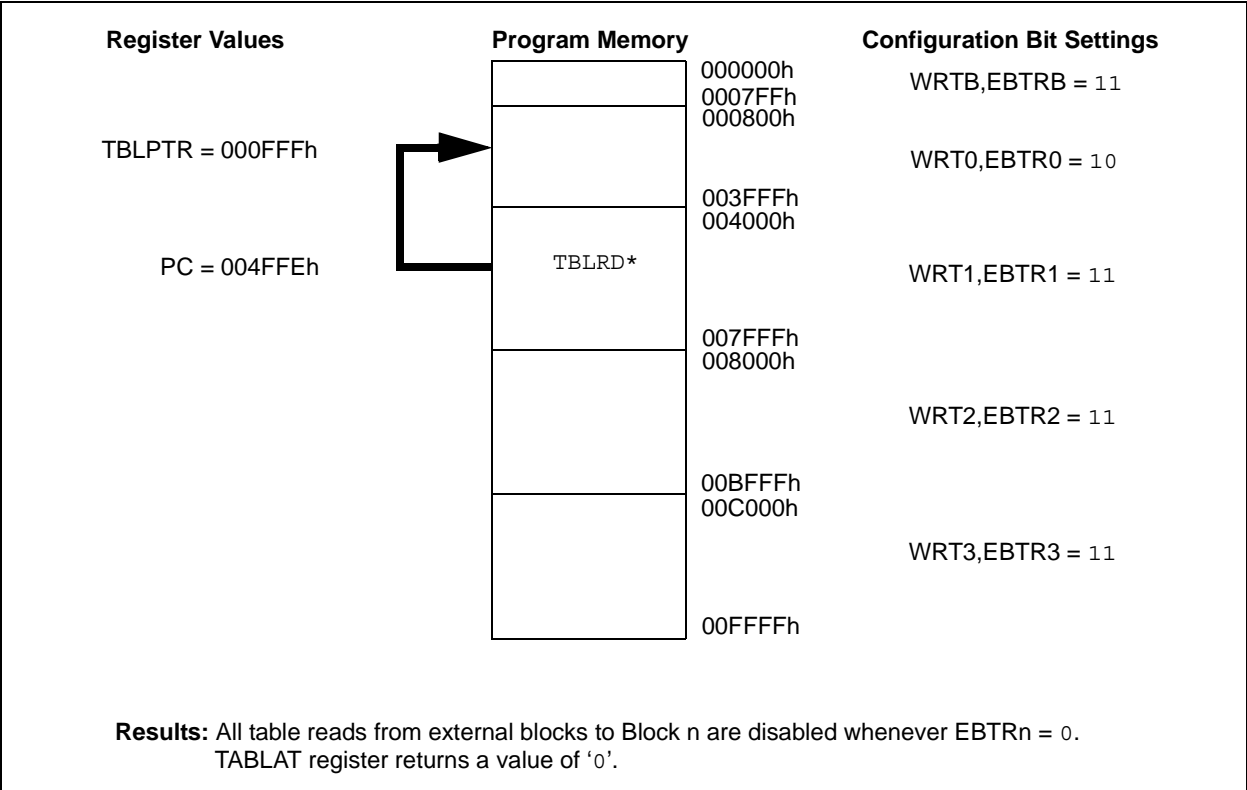 Register Values Program Memory Configuration Bit Settings
000000h
WRTB,EBTRB = 11
0007FFh
000800h
TBLPTR = 000FFFh
WRT0,EBTR0 = 10
003FFFh
004000h
PC = 004FFEh TBLRD* WRT1,EBTR1 = 11
007FFFh
008000h
WRT2,EBTR2 = 11
00BFFFh
00C000h
WRT3,EBTR3 = 11
00FFFFh
Results: All table reads from external blocks to Block n are disabled whenever EBTRn = 0.
TABLAT register returns a value of ‘0’.